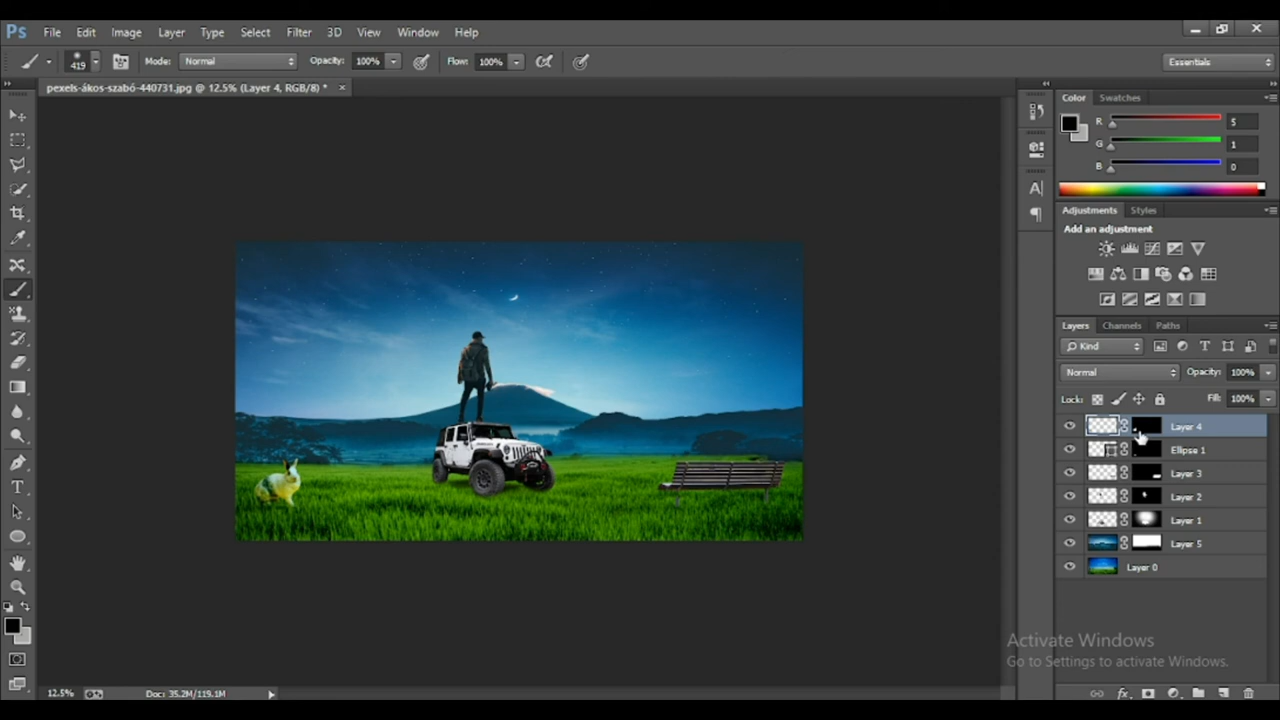 Ps File Edit Image Layer Type Select Filter 3D View Window Help
419 Mode: Normal Opacity: 100% Flow: 100% Essentials
pexels-ákos-szabó-440731.jpg @ 12.5% (Layer 4, RGB/8) *
Color Swatches
R 5
G 1
B 0
Adjustments Styles
Add an adjustment
Layers Channels Paths
Kind
Normal Opacity: 100%
Lock: Fill: 100%
Layer 4
Ellipse 1
Layer 3
Layer 2
Layer 1
Layer 5
Layer 0
Activate Windows
Go to Settings to activate Windows.
12.5% Doc: 35.2M/119.1M